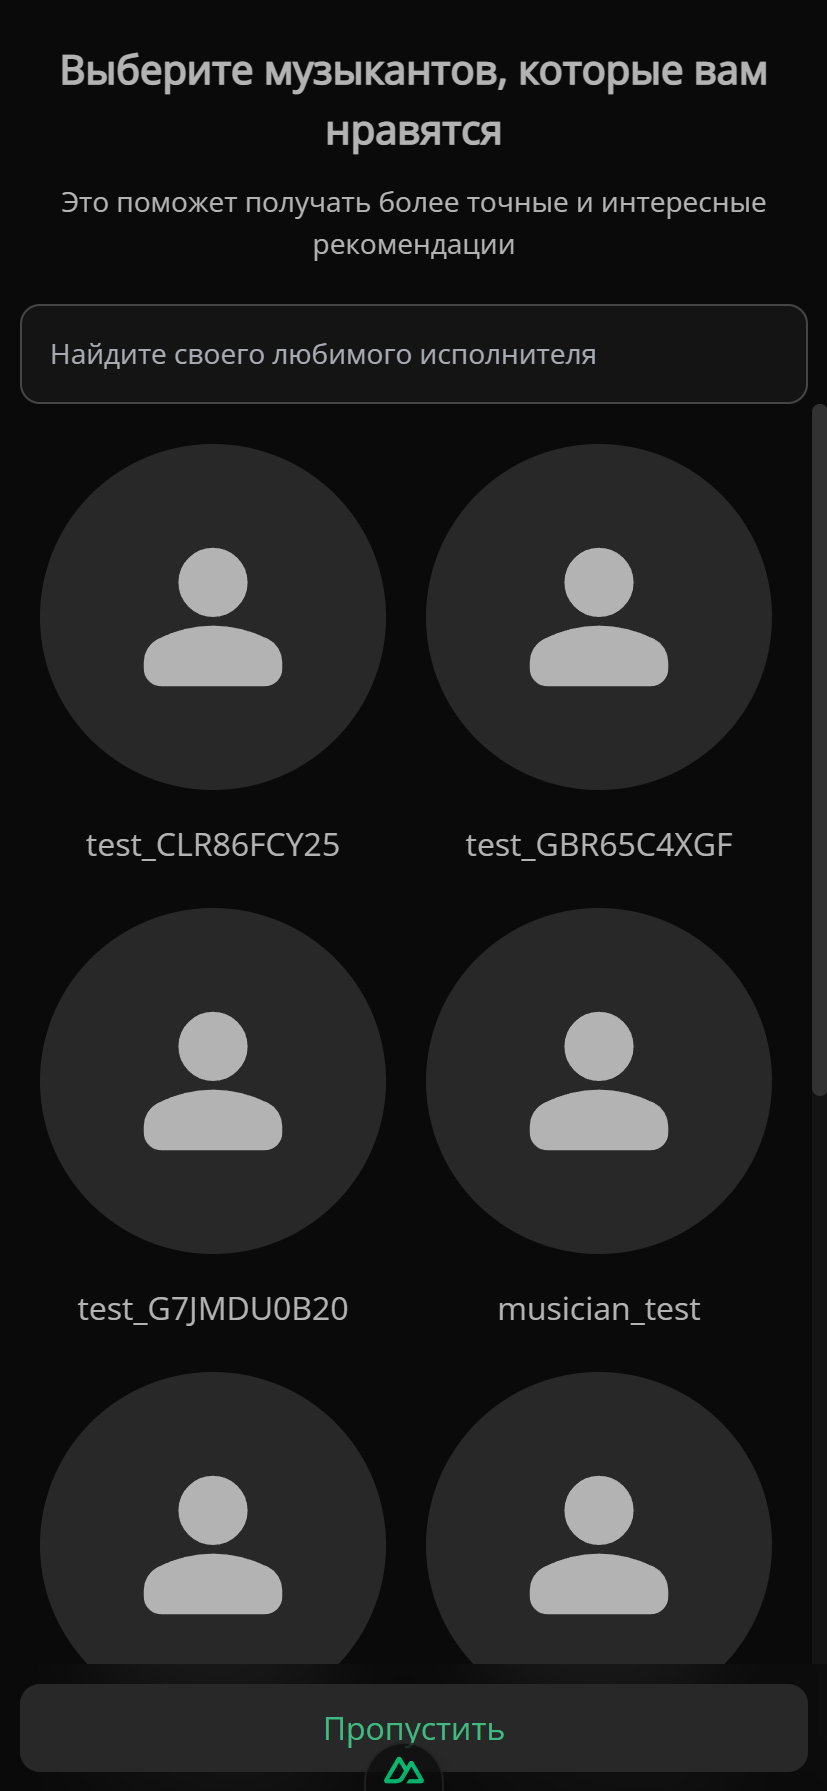 Выберите музыкантов, которые вам
нравятся
Это поможет получать более точные и интересные
рекомендации
Найдите своего любимого исполнителя
test_CLR86FCY25
test_GBR65C4XGF
test_G7JMDU0B20
musician_test
Пропустить